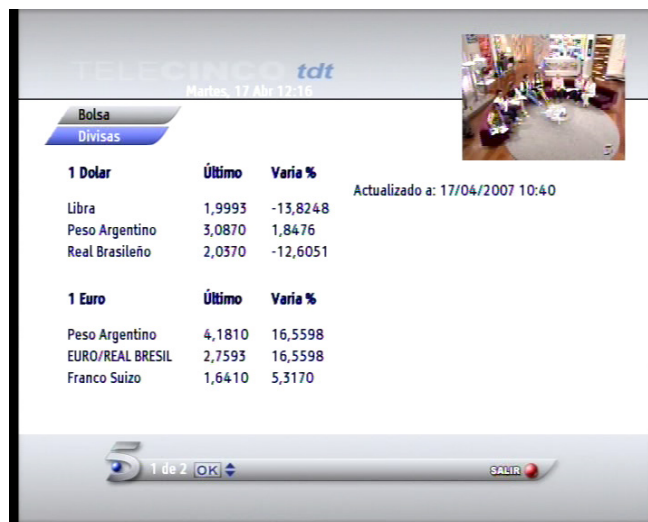 TELECINCO tdt
Martes, 17 Abr 12:16
Bolsa
Divisas
1 Dolar Último Varia %
Actualizado a: 17/04/2007 10:40
Libra 1,9993 -13,8248
Peso Argentino 3,0870 1,8476
Real Brasileño 2,0370 -12,6051
1 Euro Último Varia %
Peso Argentino 4,1810 16,5598
EURO/REAL BRESIL 2,7593 16,5598
Franco Suizo 1,6410 5,3170
5 1 de 2 OK SALIR